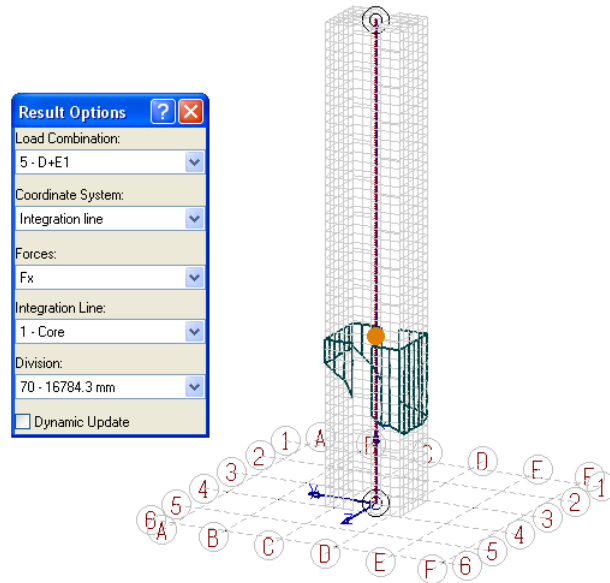 Result Options
Load Combination:
5 - D+E1
Coordinate System:
Integration line
Forces:
Fx
Integration Line:
1 - Core
Division:
70 - 16784.3 mm
Dynamic Update
1 A C D E F
6 5 4 3 2 1
A B C D E F 6 5 4 3 2
Y
Z